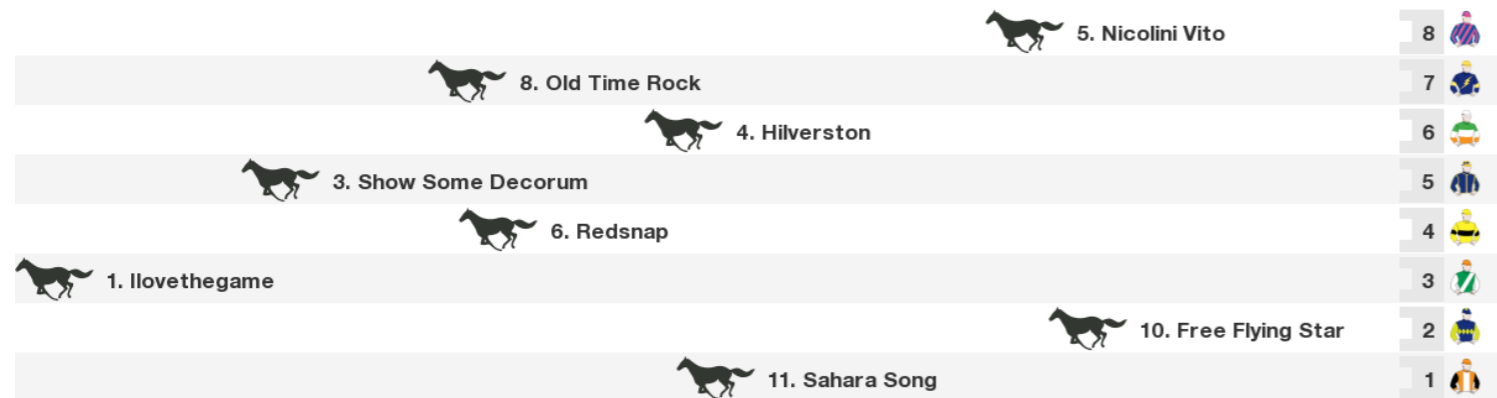 5. Nicolini Vito 8
8. Old Time Rock 7
4. Hilverston 6
3. Show Some Decorum 5
6. Redsnap 4
1. Ilovethegame 3
10. Free Flying Star 2
11. Sahara Song 1